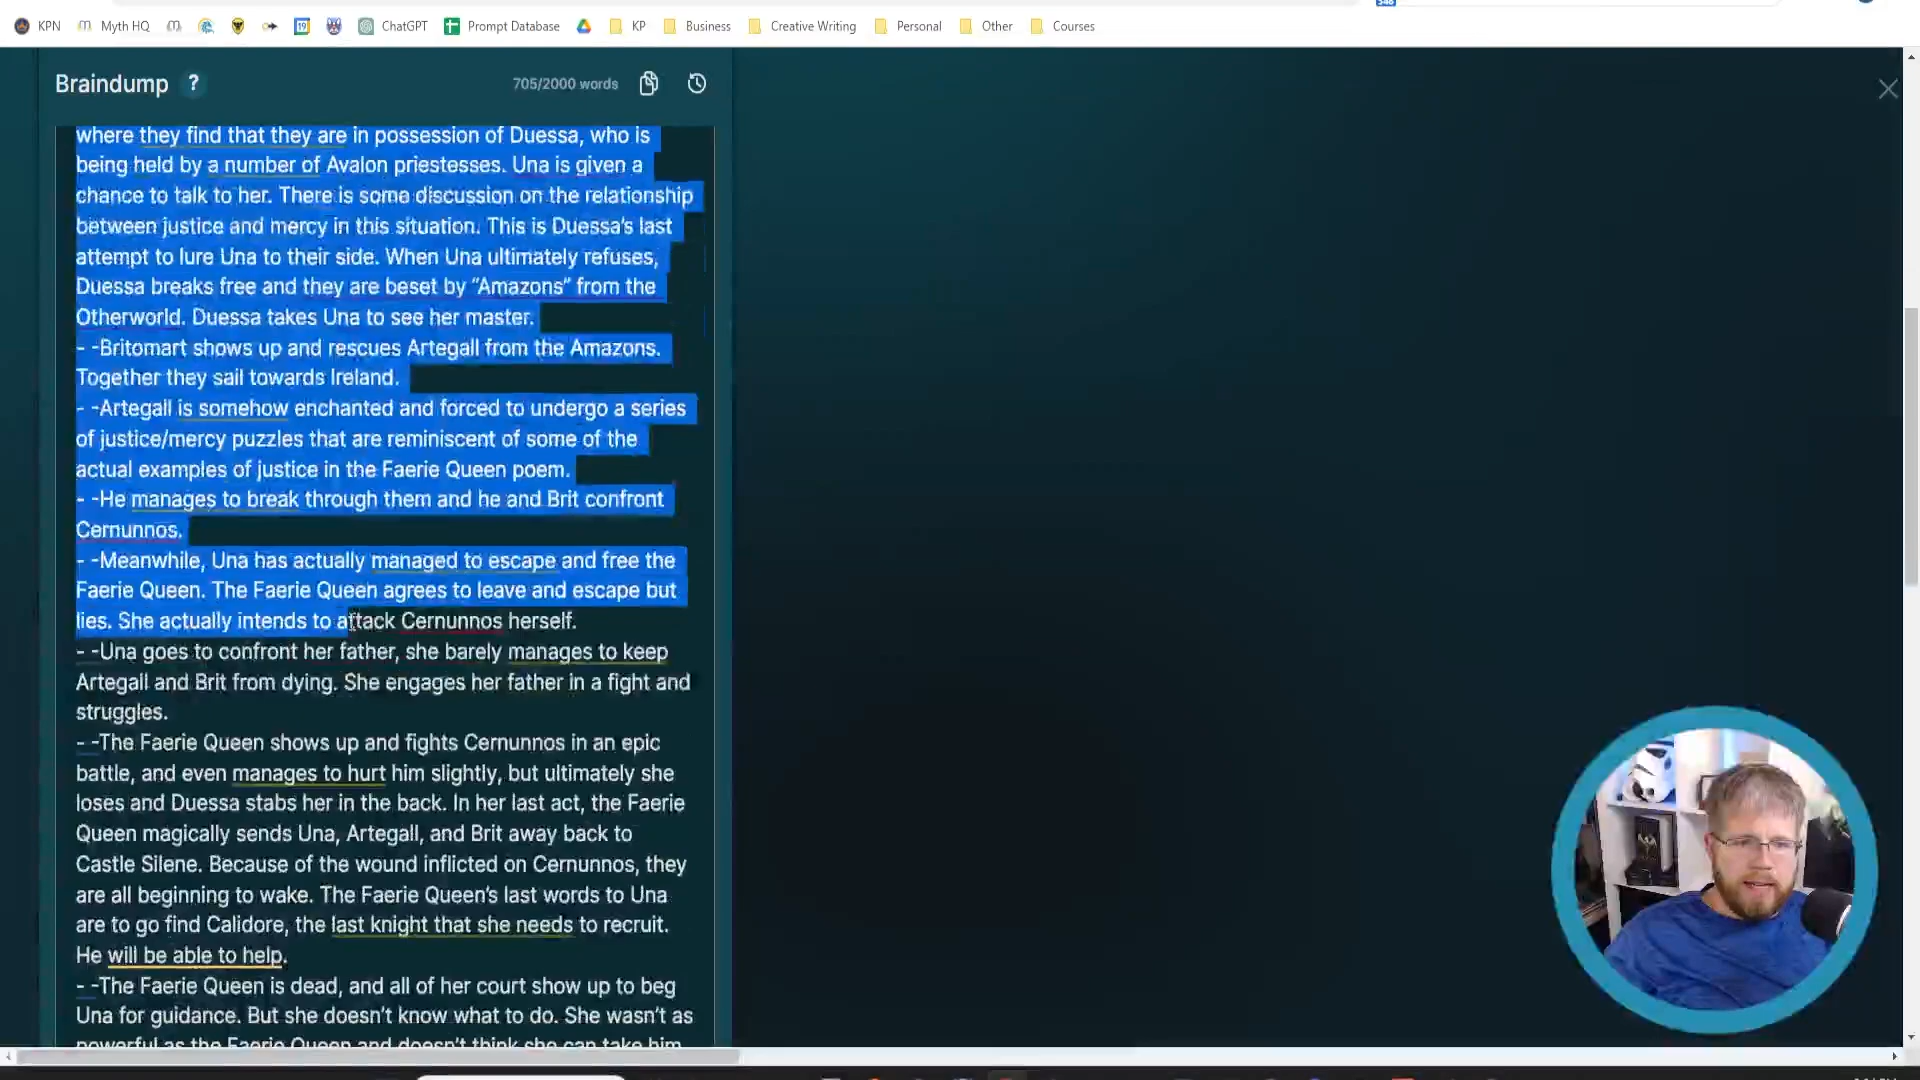 KPN Myth HQ 19 ChatGPT Prompt Database KP Business Creative Writing Personal Other Courses
Braindump ? 705/2000 words
where they find that they are in possession of Duessa, who is
being held by a number of Avalon priestesses. Una is given a
chance to talk to her. There is some discussion on the relationship
between justice and mercy in this situation. This is Duessa’s last
attempt to lure Una to their side. When Una ultimately refuses,
Duessa breaks free and they are beset by “Amazons” from the
Otherworld. Duessa takes Una to see her master.
- -Britomart shows up and rescues Artegall from the Amazons.
Together they sail towards Ireland.
- -Artegall is somehow enchanted and forced to undergo a series
of justice/mercy puzzles that are reminiscent of some of the
actual examples of justice in the Faerie Queen poem.
- -He manages to break through them and he and Brit confront
Cernunnos.
- -Meanwhile, Una has actually managed to escape and free the
Faerie Queen. The Faerie Queen agrees to leave and escape but
lies. She actually intends to attack Cernunnos herself.
- -Una goes to confront her father, she barely manages to keep
Artegall and Brit from dying. She engages her father in a fight and
struggles.
- -The Faerie Queen shows up and fights Cernunnos in an epic
battle, and even manages to hurt him slightly, but ultimately she
loses and Duessa stabs her in the back. In her last act, the Faerie
Queen magically sends Una, Artegall, and Brit away back to
Castle Silene. Because of the wound inflicted on Cernunnos, they
are all beginning to wake. The Faerie Queen’s last words to Una
are to go find Calidore, the last knight that she needs to recruit.
He will be able to help.
- -The Faerie Queen is dead, and all of her court show up to beg
Una for guidance. But she doesn’t know what to do. She wasn’t as
powerful as the Faerie Queen and doesn’t think she can take him